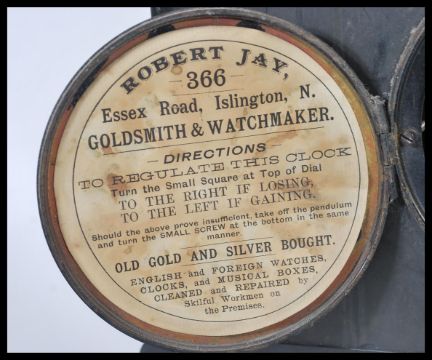 ROBERT JAY,
366
Essex Road, Islington, N.
GOLDSMITH & WATCHMAKER.
DIRECTIONS
TO REGULATE THIS CLOCK
Turn the Small Square at Top of Dial
TO THE RIGHT IF LOSING,
TO THE LEFT IF GAINING.
Should the above prove insufficient, take off the pendulum
and turn the SMALL SCREW at the bottom in the same
manner.
OLD GOLD AND SILVER BOUGHT.
ENGLISH and FOREIGN WATCHES,
CLOCKS, and MUSICAL BOXES,
CLEANED and REPAIRED by
Skilful Workmen on
the Premises.